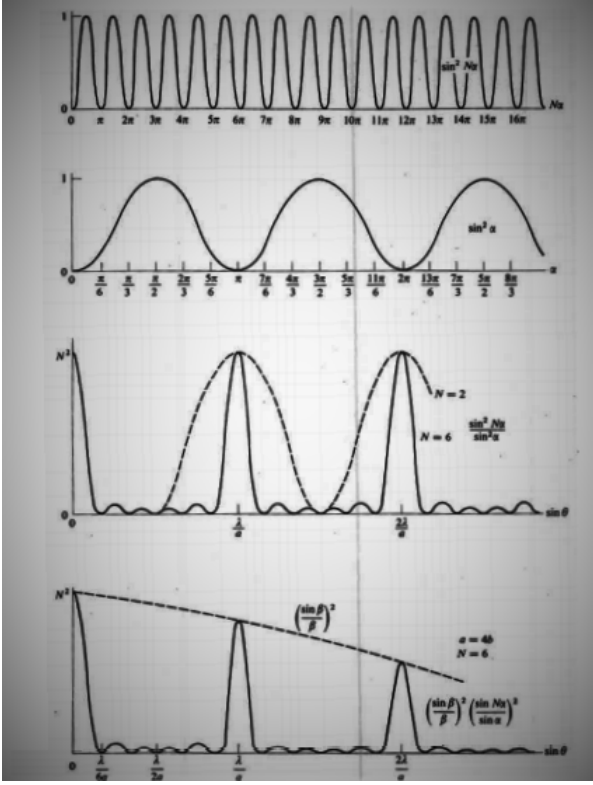 1
sin² Nα
0
Nα
0 π 2π 3π 4π 5π 6π 7π 8π 9π 10π 11π 12π 13π 14π 15π 16π
1
sin² α
0
α
0 π/6 π/3 π/2 2π/3 5π/6 π 7π/6 4π/3 3π/2 5π/3 11π/6 2π 13π/6 7π/3 5π/2 8π/3
N²
N = 2
N = 6 sin² Nα/sin² α
0
λ/a 2λ/a sin θ
N²
(sin β/β)²
a = 4b
N = 6
(sin β/β)² (sin Nα/sin α)²
0 λ/6a λ/2a λ/a 2λ/a sin θ